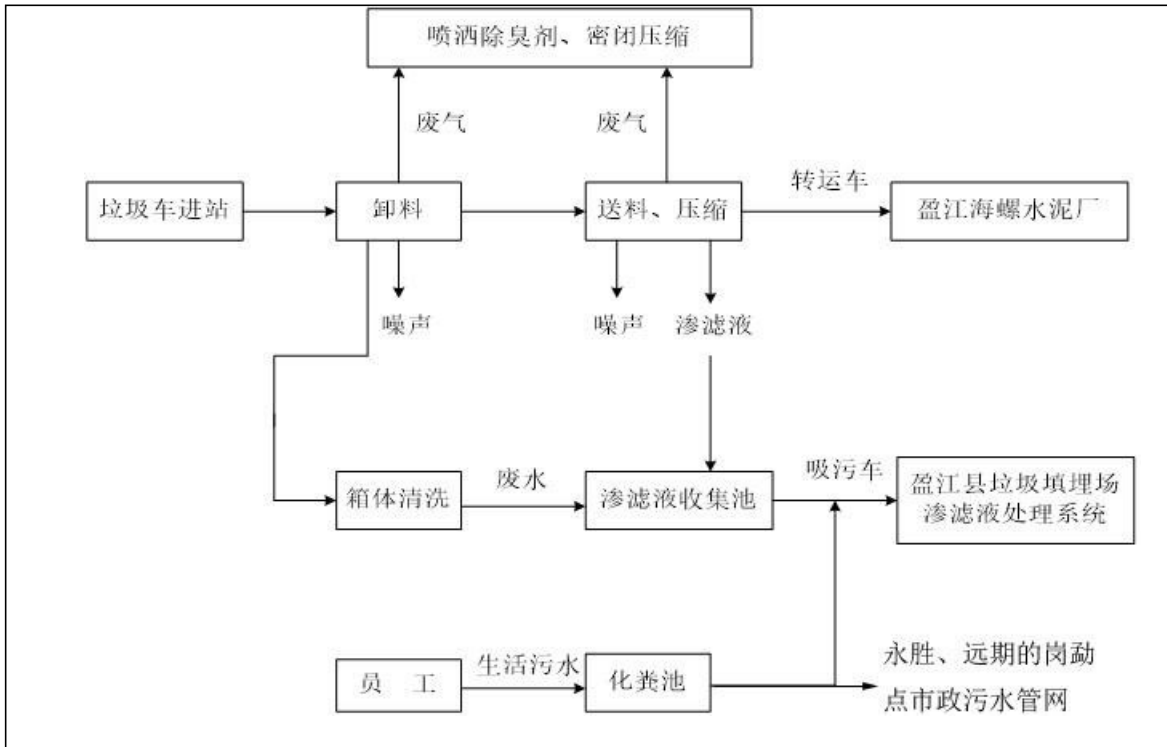 喷洒除臭剂、密闭压缩
废气
废气
转运车
垃圾车进站
卸料
送料、压缩
盈江海螺水泥厂
噪声
噪声
渗滤液
吸污车
废水
箱体清洗
渗滤液收集池
盈江县垃圾填埋场
渗滤液处理系统
生活污水
员 工
化粪池
永胜、远期的岗勐
点市政污水管网